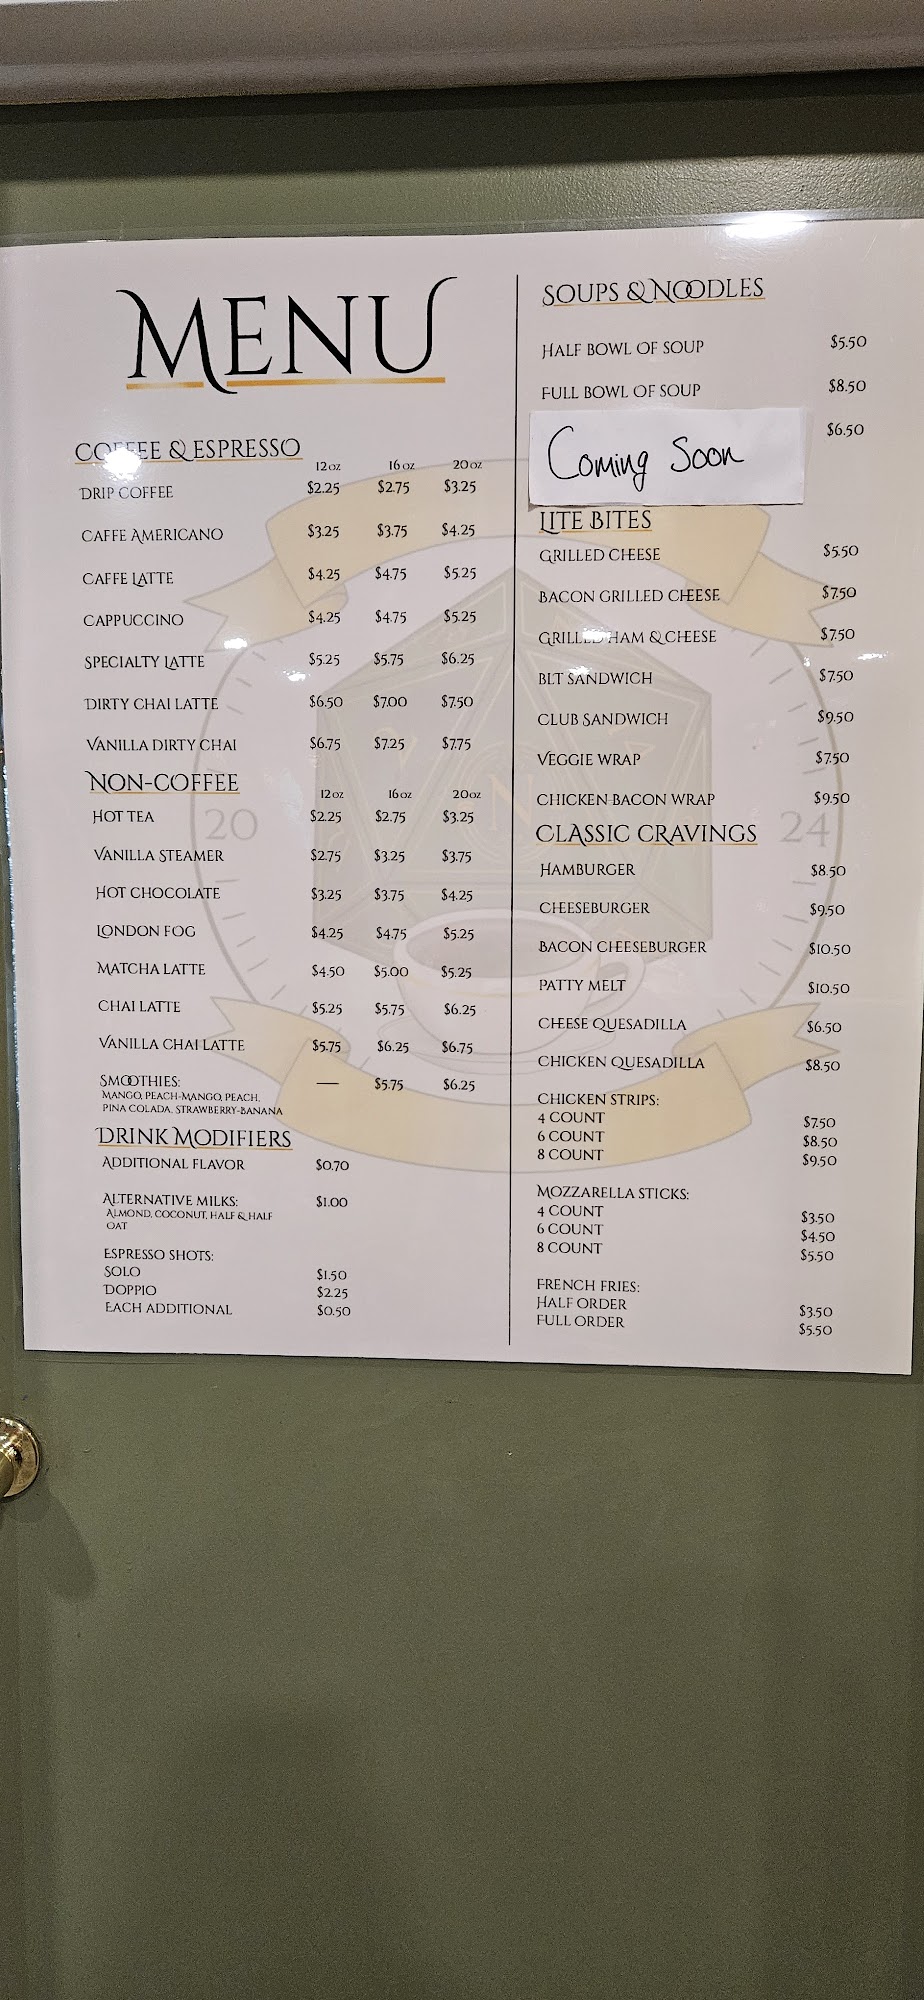 MENU
COFFEE & ESPRESSO
12oz 16oz 20oz
DRIP COFFEE $2.25 $2.75 $3.25
CAFFE AMERICANO $3.25 $3.75 $4.25
CAFFE LATTE $4.25 $4.75 $5.25
CAPPUCCINO $4.25 $4.75 $5.25
SPECIALTY LATTE $5.25 $5.75 $6.25
DIRTY CHAI LATTE $6.50 $7.00 $7.50
VANILLA DIRTY CHAI $6.75 $7.25 $7.75
NON-COFFEE
12oz 16oz 20oz
HOT TEA $2.25 $2.75 $3.25
VANILLA STEAMER $2.75 $3.25 $3.75
HOT CHOCOLATE $3.25 $3.75 $4.25
LONDON FOG $4.25 $4.75 $5.25
MATCHA LATTE $4.50 $5.00 $5.25
CHAI LATTE $5.25 $5.75 $6.25
VANILLA CHAI LATTE $5.75 $6.25 $6.75
SMOOTHIES: — $5.75 $6.25
MANGO, PEACH-MANGO, PEACH,
PINA COLADA, STRAWBERRY-BANANA
DRINK MODIFIERS
ADDITIONAL FLAVOR $0.70
ALTERNATIVE MILKS: $1.00
ALMOND, COCONUT, HALF & HALF
OAT
ESPRESSO SHOTS:
SOLO $1.50
DOPPIO $2.25
EACH ADDITIONAL $0.50
SOUPS & NOODLES
HALF BOWL OF SOUP $5.50
FULL BOWL OF SOUP $8.50
$6.50
Coming Soon
LITE BITES
GRILLED CHEESE $5.50
BACON GRILLED CHEESE $7.50
GRILLED HAM & CHEESE $7.50
BLT SANDWICH $7.50
CLUB SANDWICH $9.50
VEGGIE WRAP $7.50
CHICKEN BACON WRAP $9.50
CLASSIC CRAVINGS
HAMBURGER $8.50
CHEESEBURGER $9.50
BACON CHEESEBURGER $10.50
PATTY MELT $10.50
CHEESE QUESADILLA $6.50
CHICKEN QUESADILLA $8.50
CHICKEN STRIPS:
4 COUNT $7.50
6 COUNT $8.50
8 COUNT $9.50
MOZZARELLA STICKS:
4 COUNT $3.50
6 COUNT $4.50
8 COUNT $5.50
FRENCH FRIES:
HALF ORDER $3.50
FULL ORDER $5.50
20 N 24